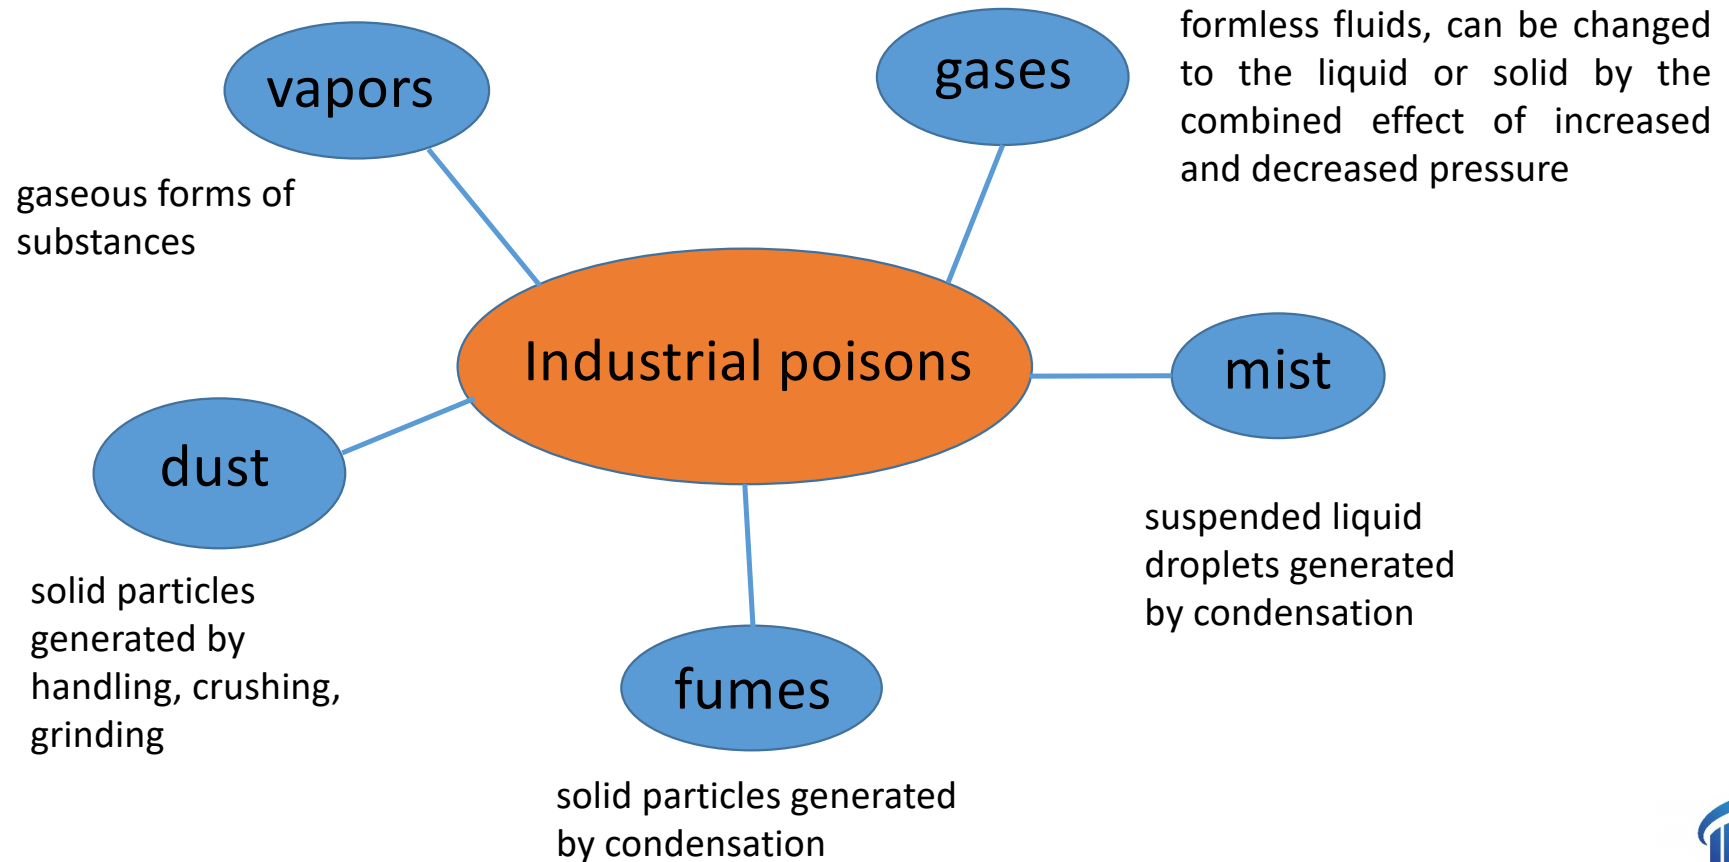 vapors
gases
formless fluids, can be changed
to the liquid or solid by the
combined effect of increased
and decreased pressure
gaseous forms of
substances
Industrial poisons
mist
dust
suspended liquid
droplets generated
by condensation
solid particles
generated by
handling, crushing,
grinding
fumes
solid particles generated
by condensation